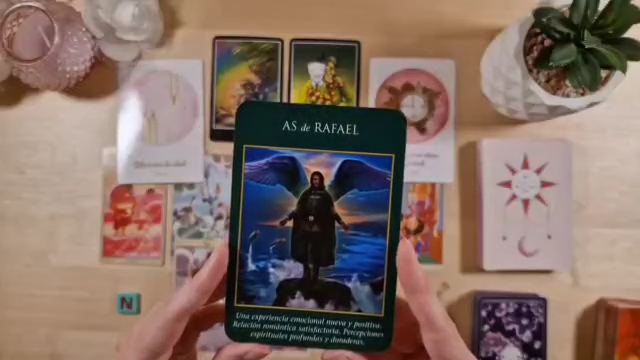 AS de RAFAEL
Una experiencia emocional nueva y positiva.
Relación romántica satisfactoria. Percepciones
espirituales profundas y duraderas.
N